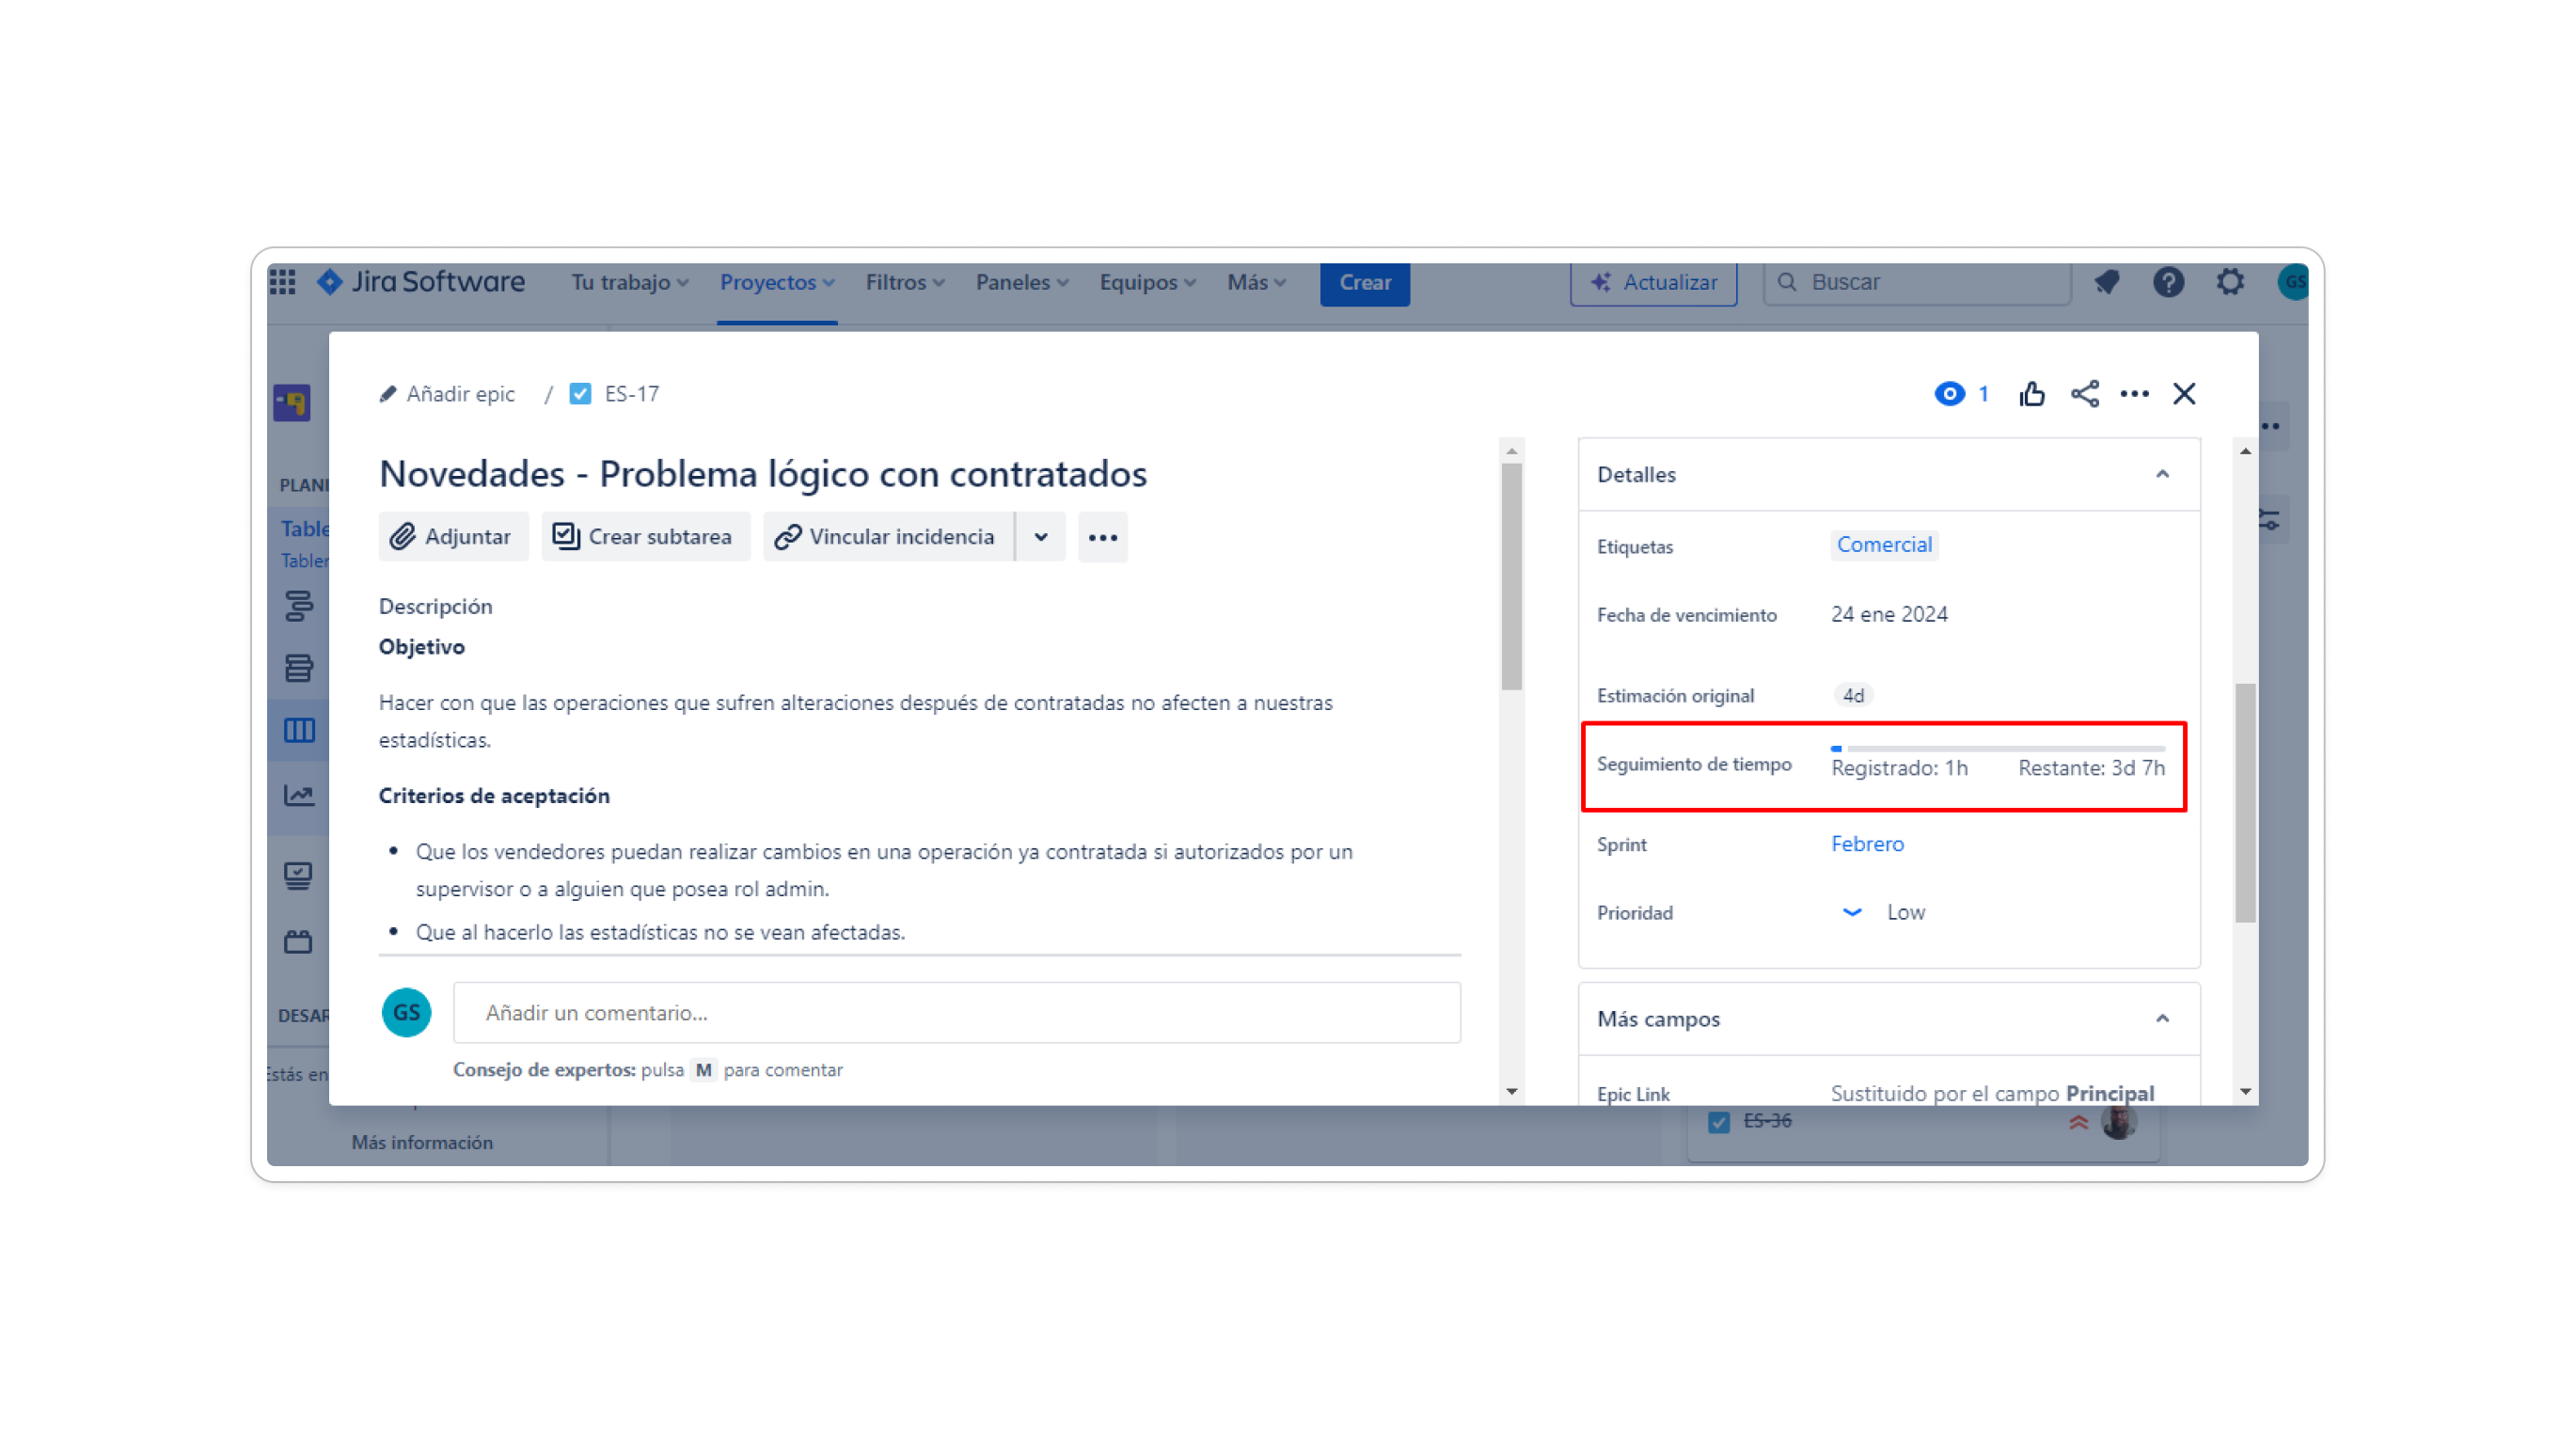 Jira Software Tu trabajo Proyectos Filtros Paneles Equipos Más Crear Actualizar Buscar GS
Añadir epic / ES-17 1
PLANI
Table
Tabler
DESAR
Estás en
Más información
Novedades - Problema lógico con contratados
Adjuntar Crear subtarea Vincular incidencia
Descripción
Objetivo
Hacer con que las operaciones que sufren alteraciones después de contratadas no afecten a nuestras
estadísticas.
Criterios de aceptación
• Que los vendedores puedan realizar cambios en una operación ya contratada si autorizados por un
supervisor o a alguien que posea rol admin.
• Que al hacerlo las estadísticas no se vean afectadas.
GS Añadir un comentario...
Consejo de expertos: pulsa M para comentar
Detalles
Etiquetas Comercial
Fecha de vencimiento 24 ene 2024
Estimación original 4d
Seguimiento de tiempo Registrado: 1h Restante: 3d 7h
Sprint Febrero
Prioridad Low
Más campos
Epic Link Sustituido por el campo Principal
ES-36